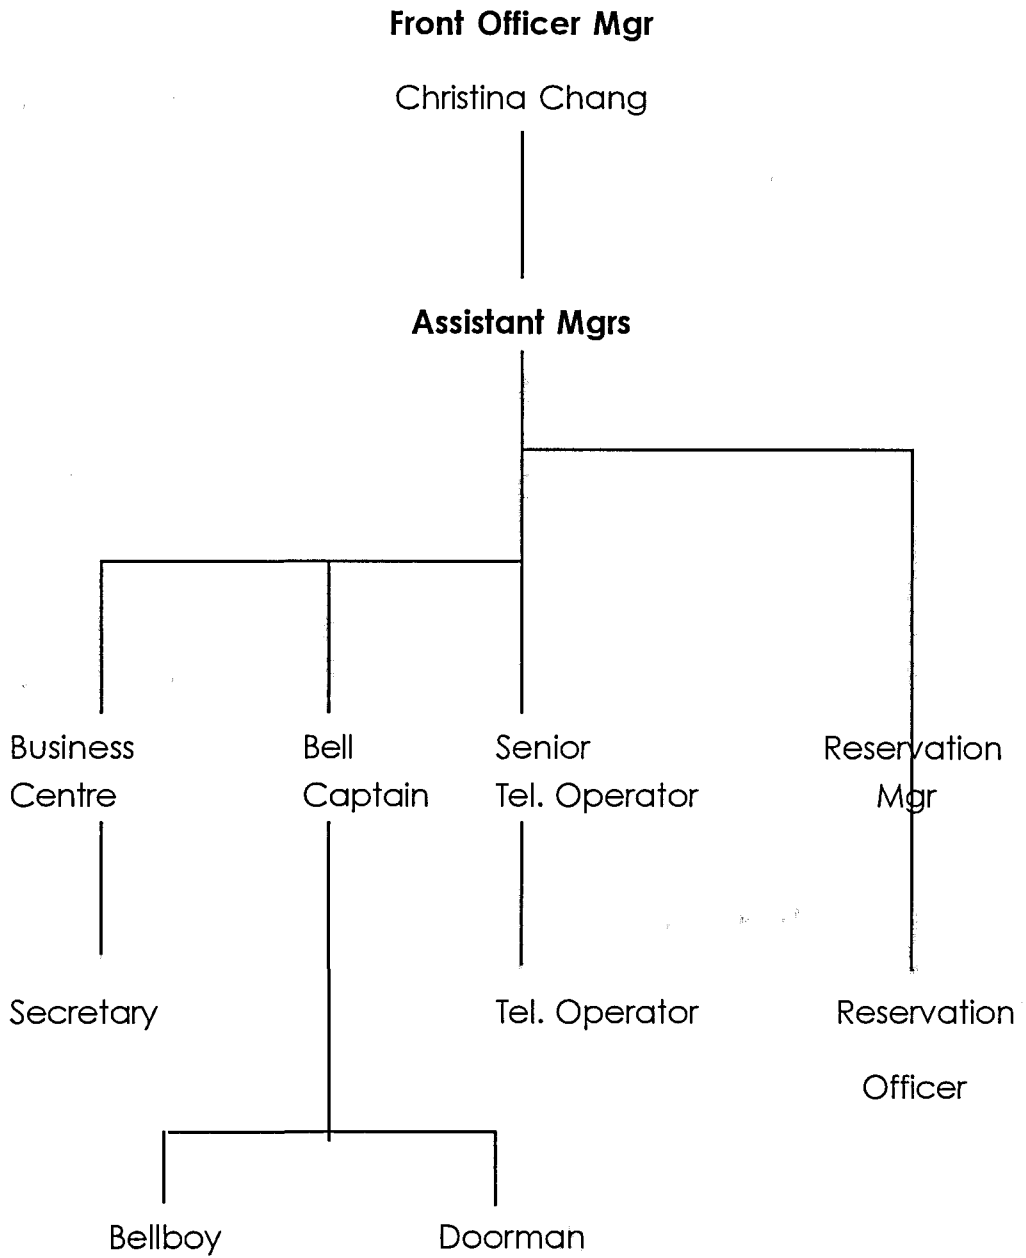 Front Officer Mgr
Christina Chang
Assistant Mgrs
Business
Centre
Bell
Captain
Senior
Tel. Operator
Reservation
Mgr
Secretary
Tel. Operator
Reservation
Officer
Bellboy
Doorman